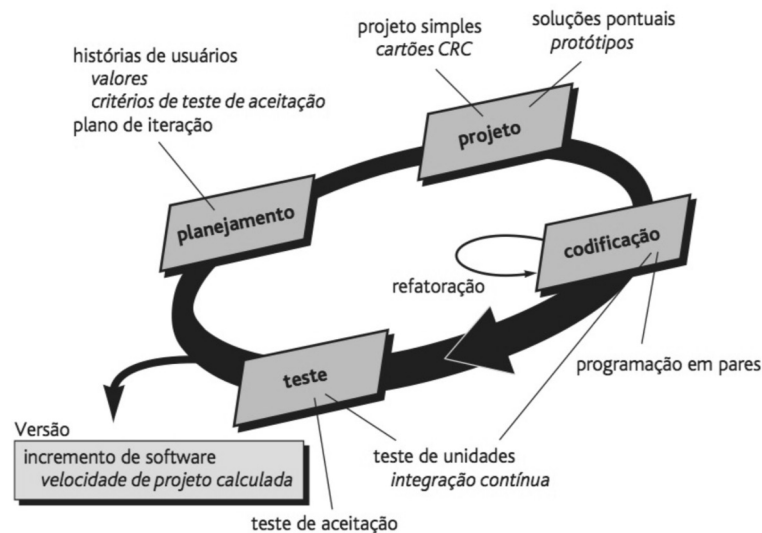 projeto simples
cartões CRC
soluções pontuais
protótipos
histórias de usuários
valores
critérios de teste de aceitação
plano de iteração
projeto
planejamento
codificação
refatoração
programação em pares
teste
Versão
incremento de software
velocidade de projeto calculada
teste de unidades
integração contínua
teste de aceitação